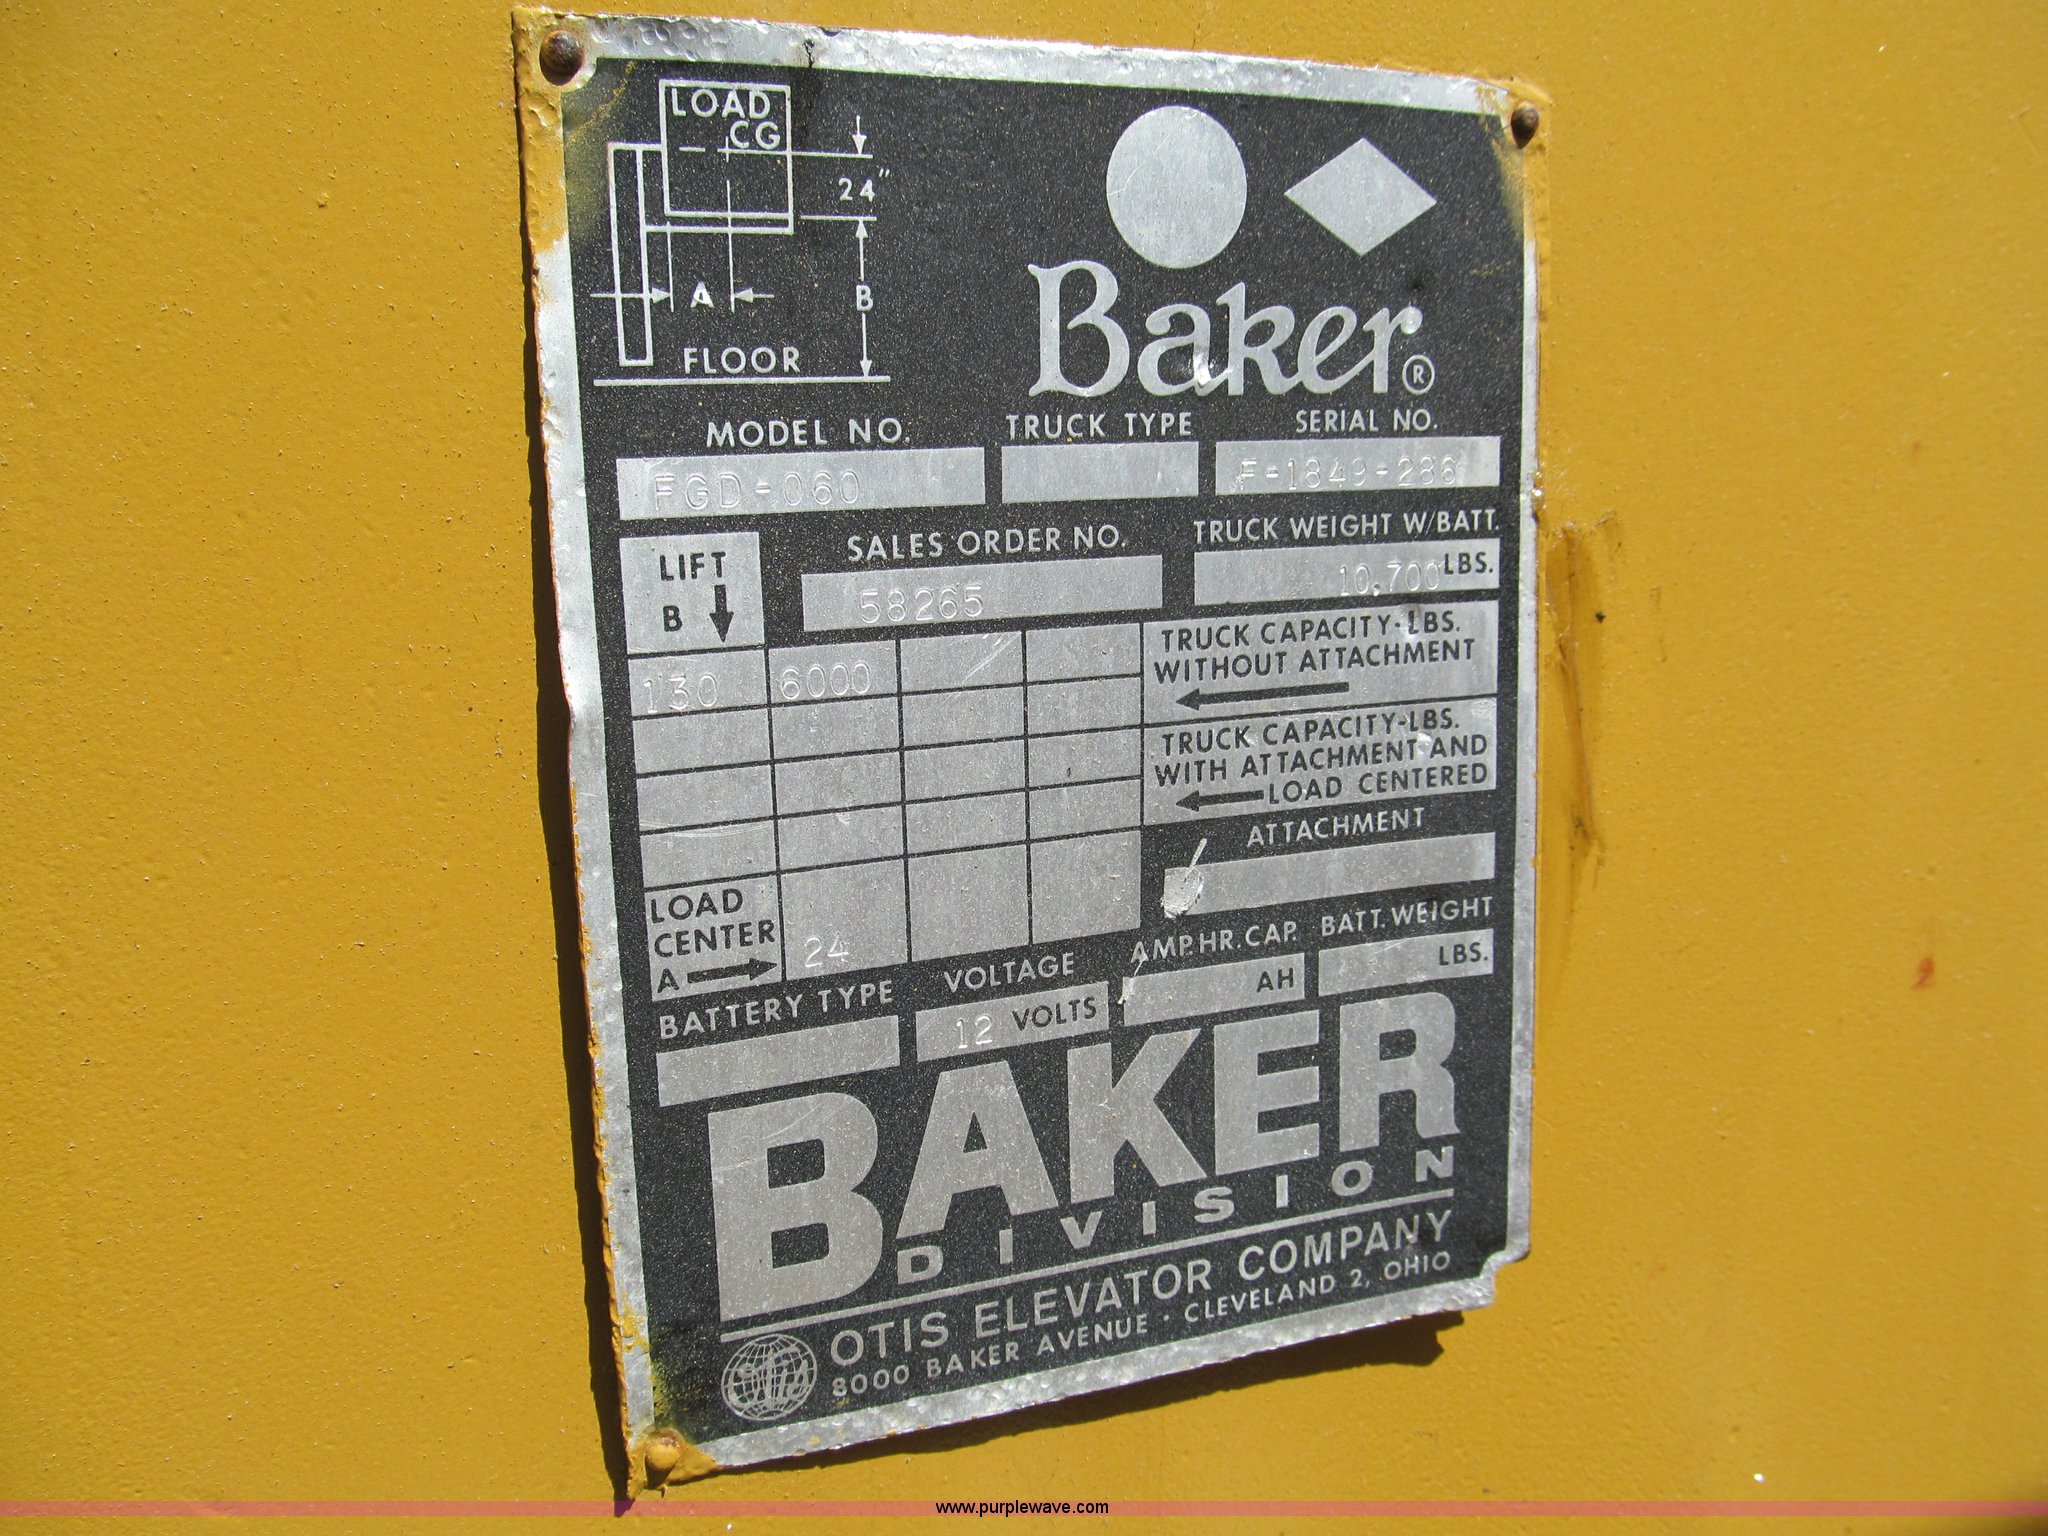 LOAD
CG
24"
A
B
FLOOR
Baker®
MODEL NO. TRUCK TYPE SERIAL NO.
FGD-060 F-1849-286
LIFT
B
SALES ORDER NO. TRUCK WEIGHT W/BATT.
58265 10,700 LBS.
130 6000
TRUCK CAPACITY-LBS.
WITHOUT ATTACHMENT
TRUCK CAPACITY-LBS.
WITH ATTACHMENT AND
LOAD CENTERED
ATTACHMENT
LOAD
CENTER
A
24
BATTERY TYPE VOLTAGE AMP.HR. CAP. BATT. WEIGHT
12 VOLTS AH LBS.
BAKER
DIVISION
OTIS ELEVATOR COMPANY
8000 BAKER AVENUE · CLEVELAND 2, OHIO
otis
www.purplewave.com